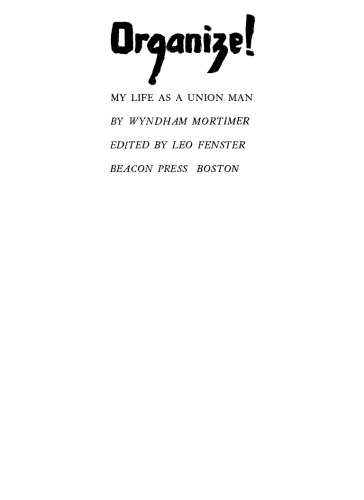 Organize!
MY LIFE AS A UNION MAN
BY WYNDHAM MORTIMER
EDITED BY LEO FENSTER
BEACON PRESS BOSTON